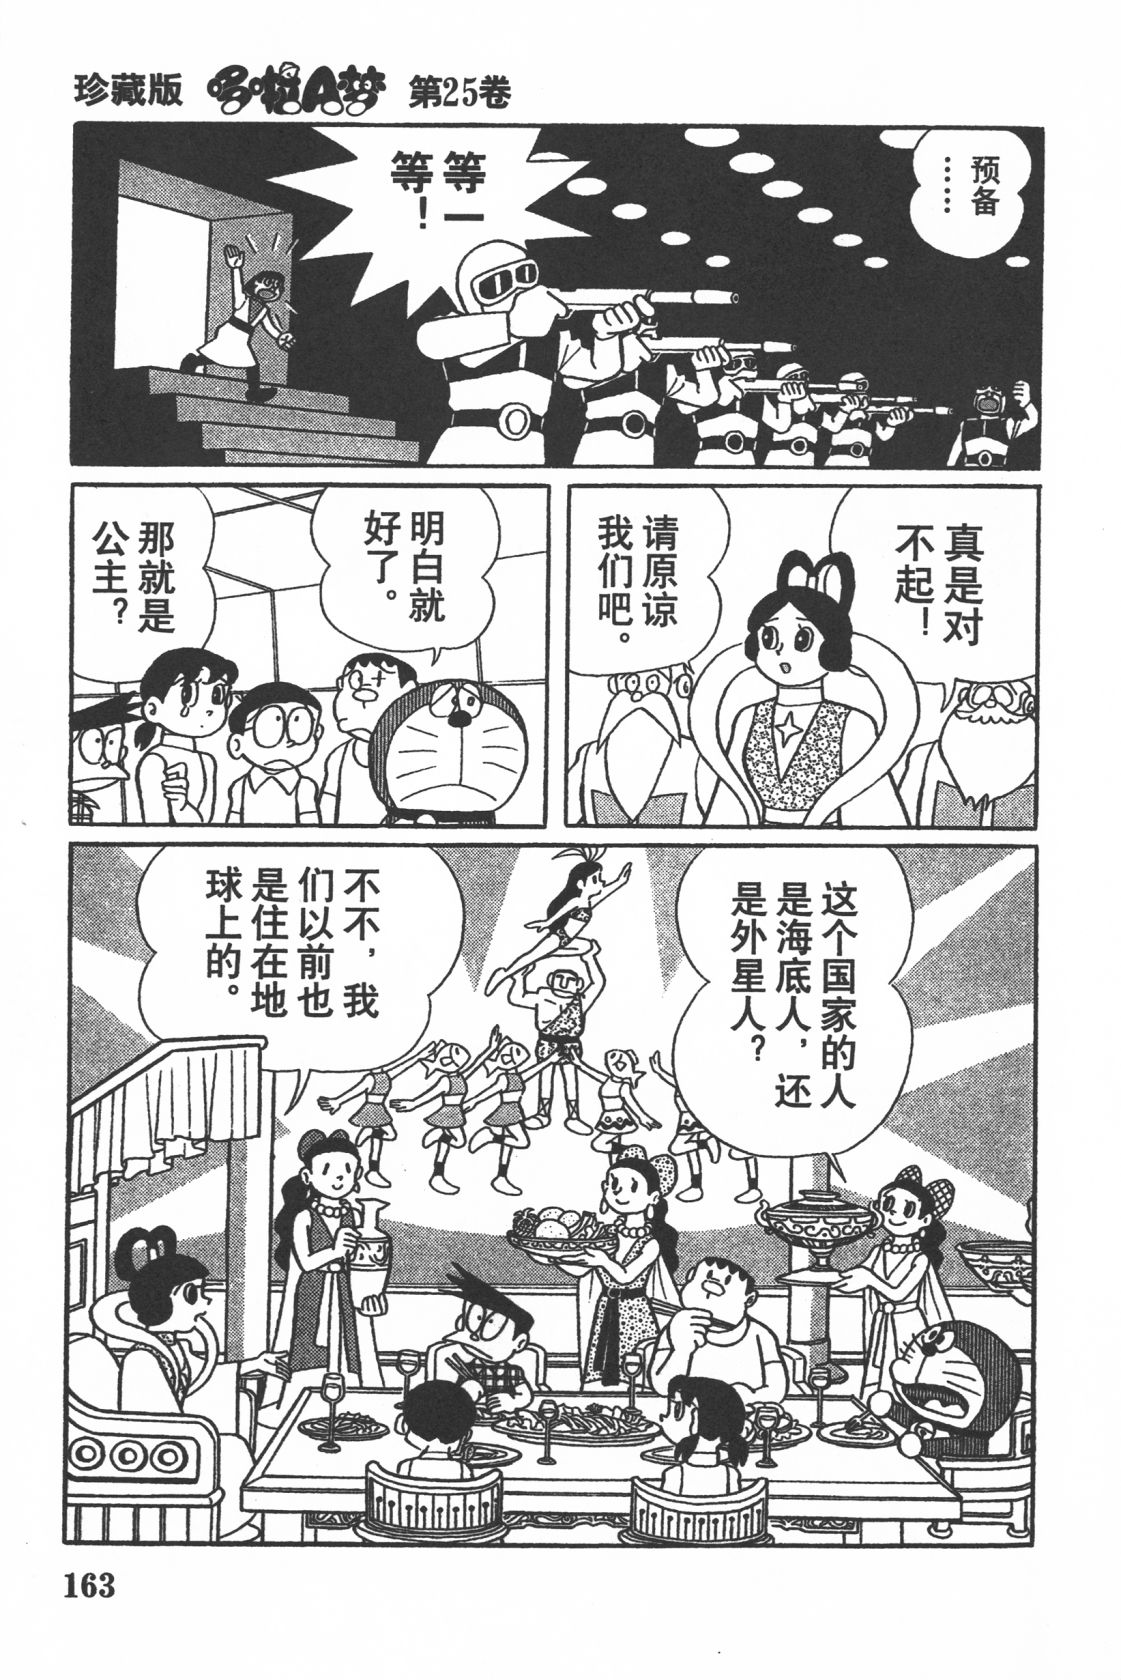 珍藏版 哆啦A梦 第25卷
预备
……
等一
等！
真是对
不起！
请原谅
我们吧。
明白就
好了。
那就是
公主？
这个国家的人
是海底人，还
是外星人？
不不，我
们以前也
是住在地
球上的。
163